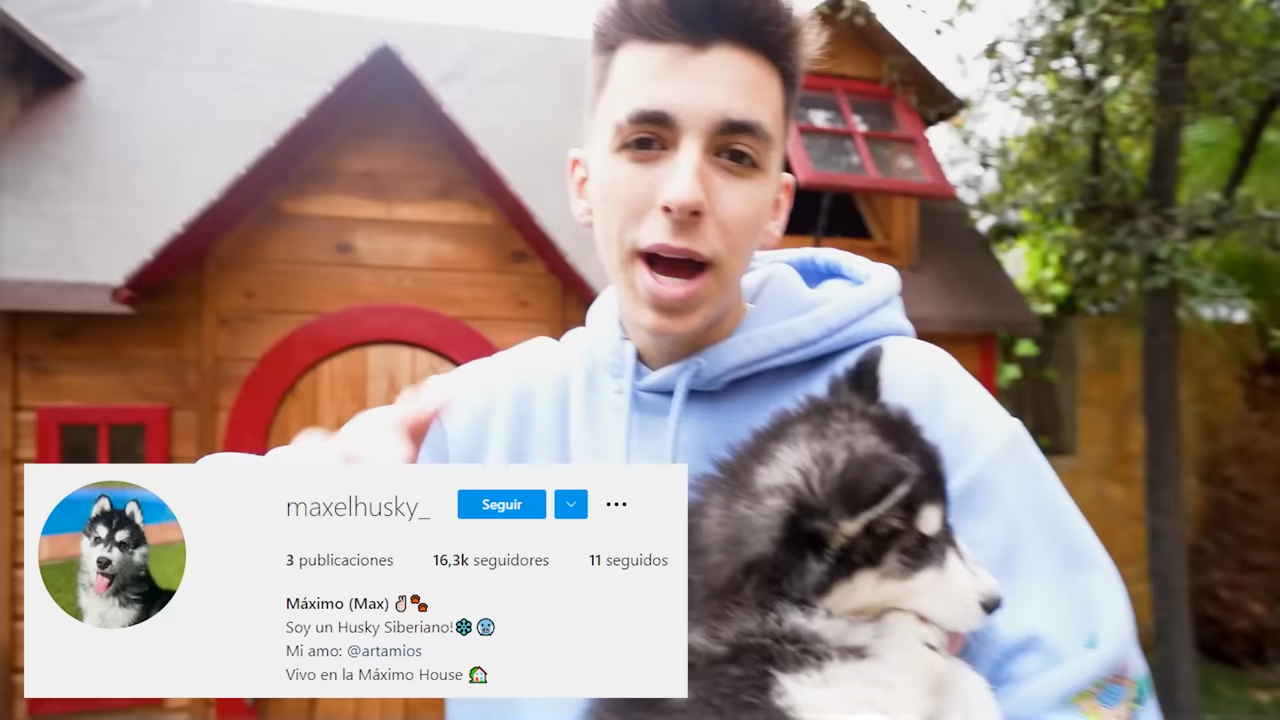 maxelhusky_ Seguir
3 publicaciones 16,3k seguidores 11 seguidos
Máximo (Max) ✌🏻🐾
Soy un Husky Siberiano!❄️🥶
Mi amo: @artamios
Vivo en la Máximo House 🏡